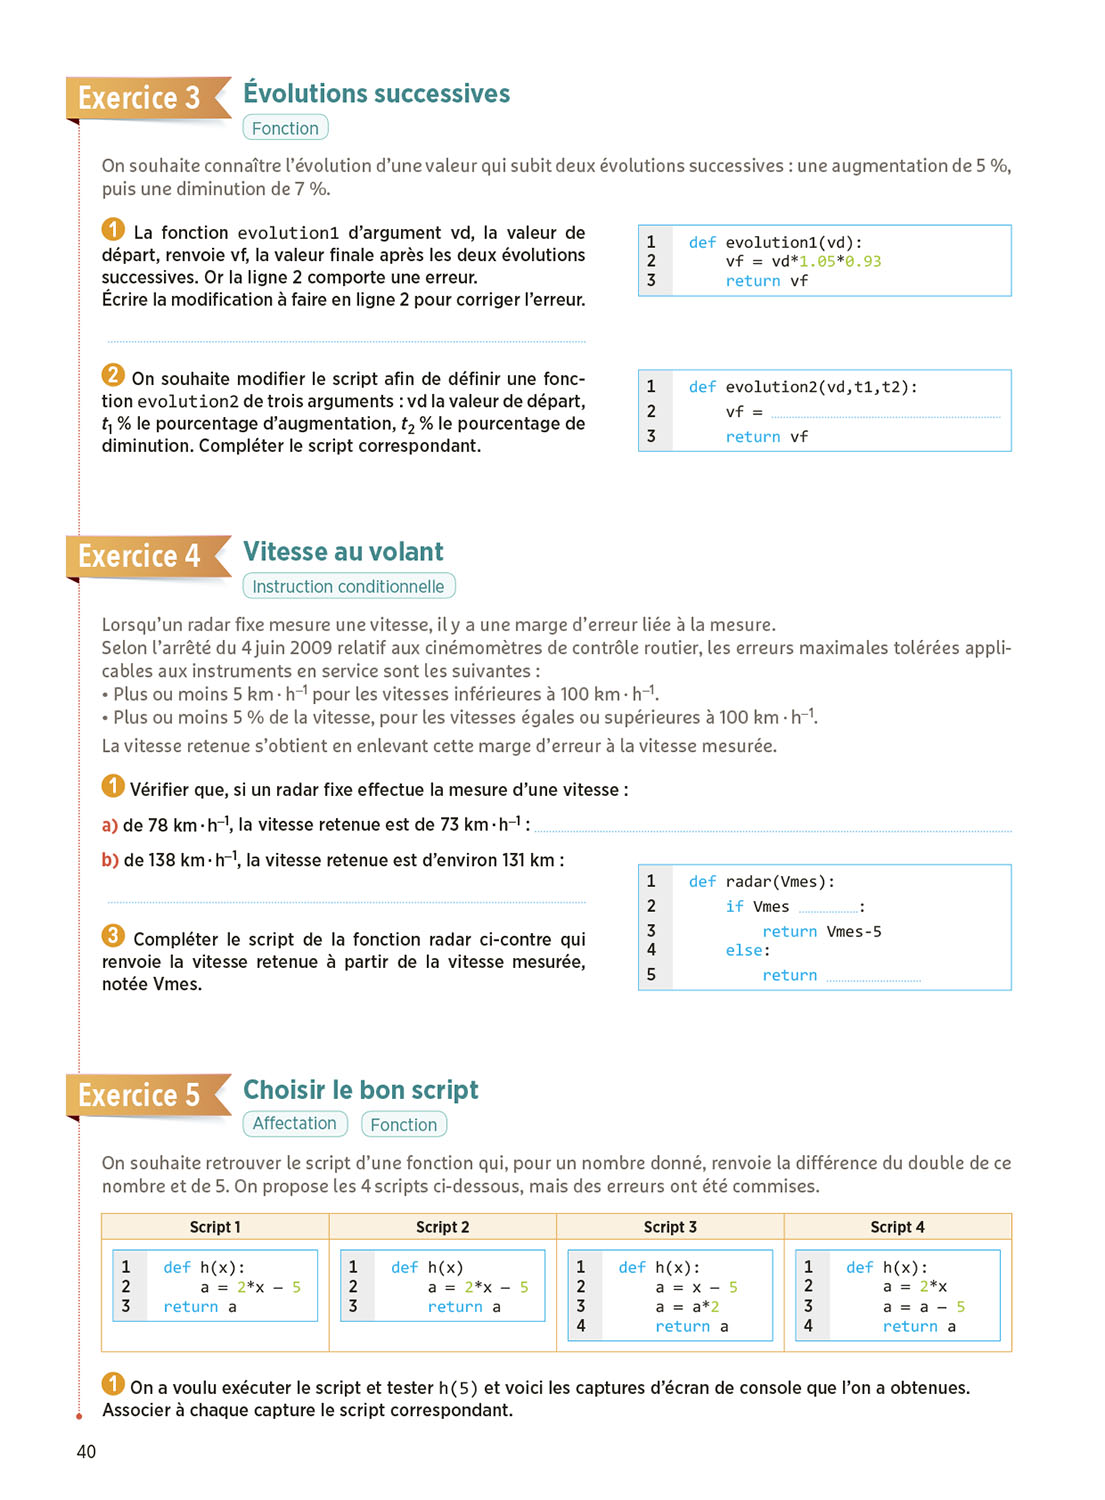 Exercice 3
Évolutions successives
Fonction
On souhaite connaître l’évolution d’une valeur qui subit deux évolutions successives : une augmentation de 5 %,
puis une diminution de 7 %.
1 La fonction evolution1 d’argument vd, la valeur de
départ, renvoie vf, la valeur finale après les deux évolutions
successives. Or la ligne 2 comporte une erreur.
Écrire la modification à faire en ligne 2 pour corriger l’erreur.
1 def evolution1(vd):
2 vf = vd*1.05*0.93
3 return vf
2 On souhaite modifier le script afin de définir une fonc-
tion evolution2 de trois arguments : vd la valeur de départ,
t1 % le pourcentage d’augmentation, t2 % le pourcentage de
diminution. Compléter le script correspondant.
1 def evolution2(vd,t1,t2):
2 vf =
3 return vf
Exercice 4
Vitesse au volant
Instruction conditionnelle
Lorsqu’un radar fixe mesure une vitesse, il y a une marge d’erreur liée à la mesure.
Selon l’arrêté du 4 juin 2009 relatif aux cinémomètres de contrôle routier, les erreurs maximales tolérées appli-
cables aux instruments en service sont les suivantes :
• Plus ou moins 5 km · h⁻¹ pour les vitesses inférieures à 100 km · h⁻¹.
• Plus ou moins 5 % de la vitesse, pour les vitesses égales ou supérieures à 100 km · h⁻¹.
La vitesse retenue s’obtient en enlevant cette marge d’erreur à la vitesse mesurée.
1 Vérifier que, si un radar fixe effectue la mesure d’une vitesse :
a) de 78 km · h⁻¹, la vitesse retenue est de 73 km · h⁻¹ :
b) de 138 km · h⁻¹, la vitesse retenue est d’environ 131 km :
3 Compléter le script de la fonction radar ci-contre qui
renvoie la vitesse retenue à partir de la vitesse mesurée,
notée Vmes.
1 def radar(Vmes):
2 if Vmes :
3 return Vmes-5
4 else:
5 return
Exercice 5
Choisir le bon script
Affectation Fonction
On souhaite retrouver le script d’une fonction qui, pour un nombre donné, renvoie la différence du double de ce
nombre et de 5. On propose les 4 scripts ci-dessous, mais des erreurs ont été commises.
Script 1
1 def h(x):
2 a = 2*x – 5
3 return a
Script 2
1 def h(x)
2 a = 2*x – 5
3 return a
Script 3
1 def h(x):
2 a = x – 5
3 a = a*2
4 return a
Script 4
1 def h(x):
2 a = 2*x
3 a = a – 5
4 return a
1 On a voulu exécuter le script et tester h(5) et voici les captures d’écran de console que l’on a obtenues.
Associer à chaque capture le script correspondant.
40